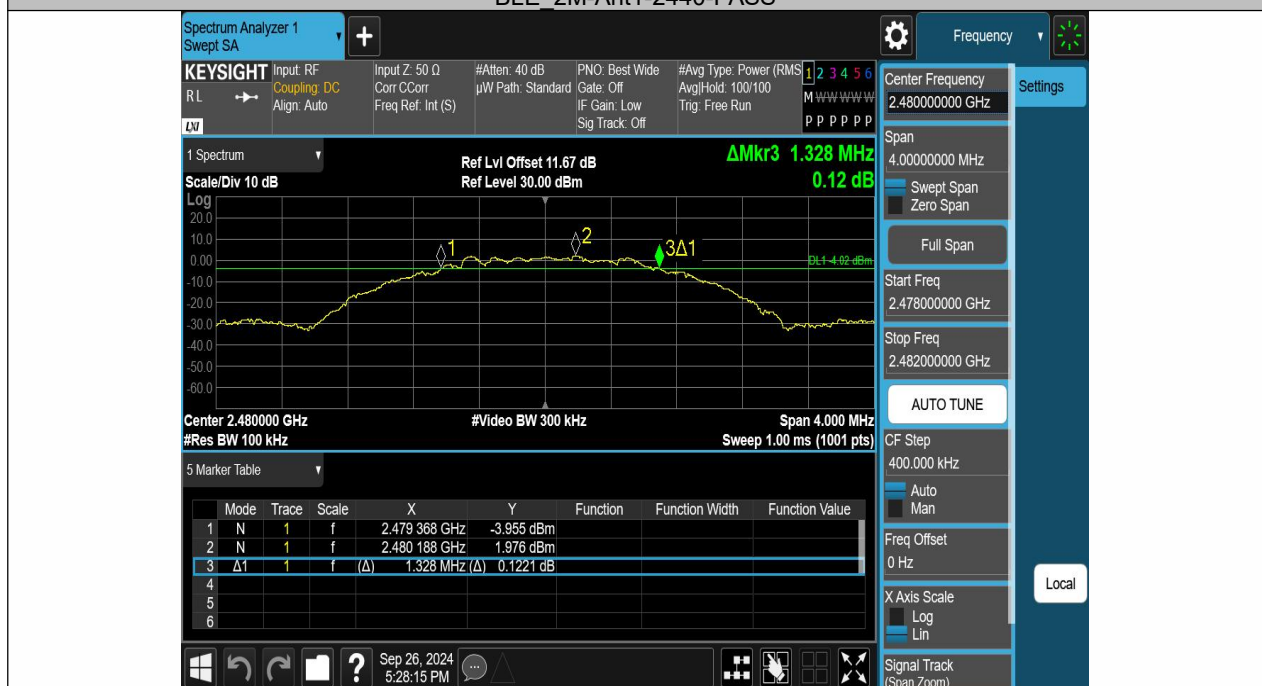 BLE_2M-Ant1-2440-PASS
Spectrum Analyzer 1
Swept SA
+
Frequency
KEYSIGHT
RL
LXI
Input: RF
Coupling: DC
Align: Auto
Input Z: 50 Ω
Corr CCorr
Freq Ref: Int (S)
#Atten: 40 dB
µW Path: Standard
PNO: Best Wide
Gate: Off
IF Gain: Low
Sig Track: Off
#Avg Type: Power (RMS
Avg|Hold: 100/100
Trig: Free Run
1 2 3 4 5 6
M W W W W W
P P P P P P
1 Spectrum
Ref Lvl Offset 11.67 dB
ΔMkr3 1.328 MHz
Scale/Div 10 dB
Ref Level 30.00 dBm
0.12 dB
Log
20.0
10.0
0.00
-10.0
-20.0
-30.0
-40.0
-50.0
-60.0
1
2
3Δ1
DL1 -4.02 dBm
Center 2.480000 GHz
#Video BW 300 kHz
Span 4.000 MHz
#Res BW 100 kHz
Sweep 1.00 ms (1001 pts)
5 Marker Table
Mode Trace Scale X Y Function Function Width Function Value
1 N 1 f 2.479 368 GHz -3.955 dBm
2 N 1 f 2.480 188 GHz 1.976 dBm
3 Δ1 1 f (Δ) 1.328 MHz (Δ) 0.1221 dB
4
5
6
?
Sep 26, 2024
5:28:15 PM
Center Frequency
2.480000000 GHz
Settings
Span
4.00000000 MHz
Swept Span
Zero Span
Full Span
Start Freq
2.478000000 GHz
Stop Freq
2.482000000 GHz
AUTO TUNE
CF Step
400.000 kHz
Auto
Man
Freq Offset
0 Hz
Local
X Axis Scale
Log
Lin
Signal Track
(Span Zoom)